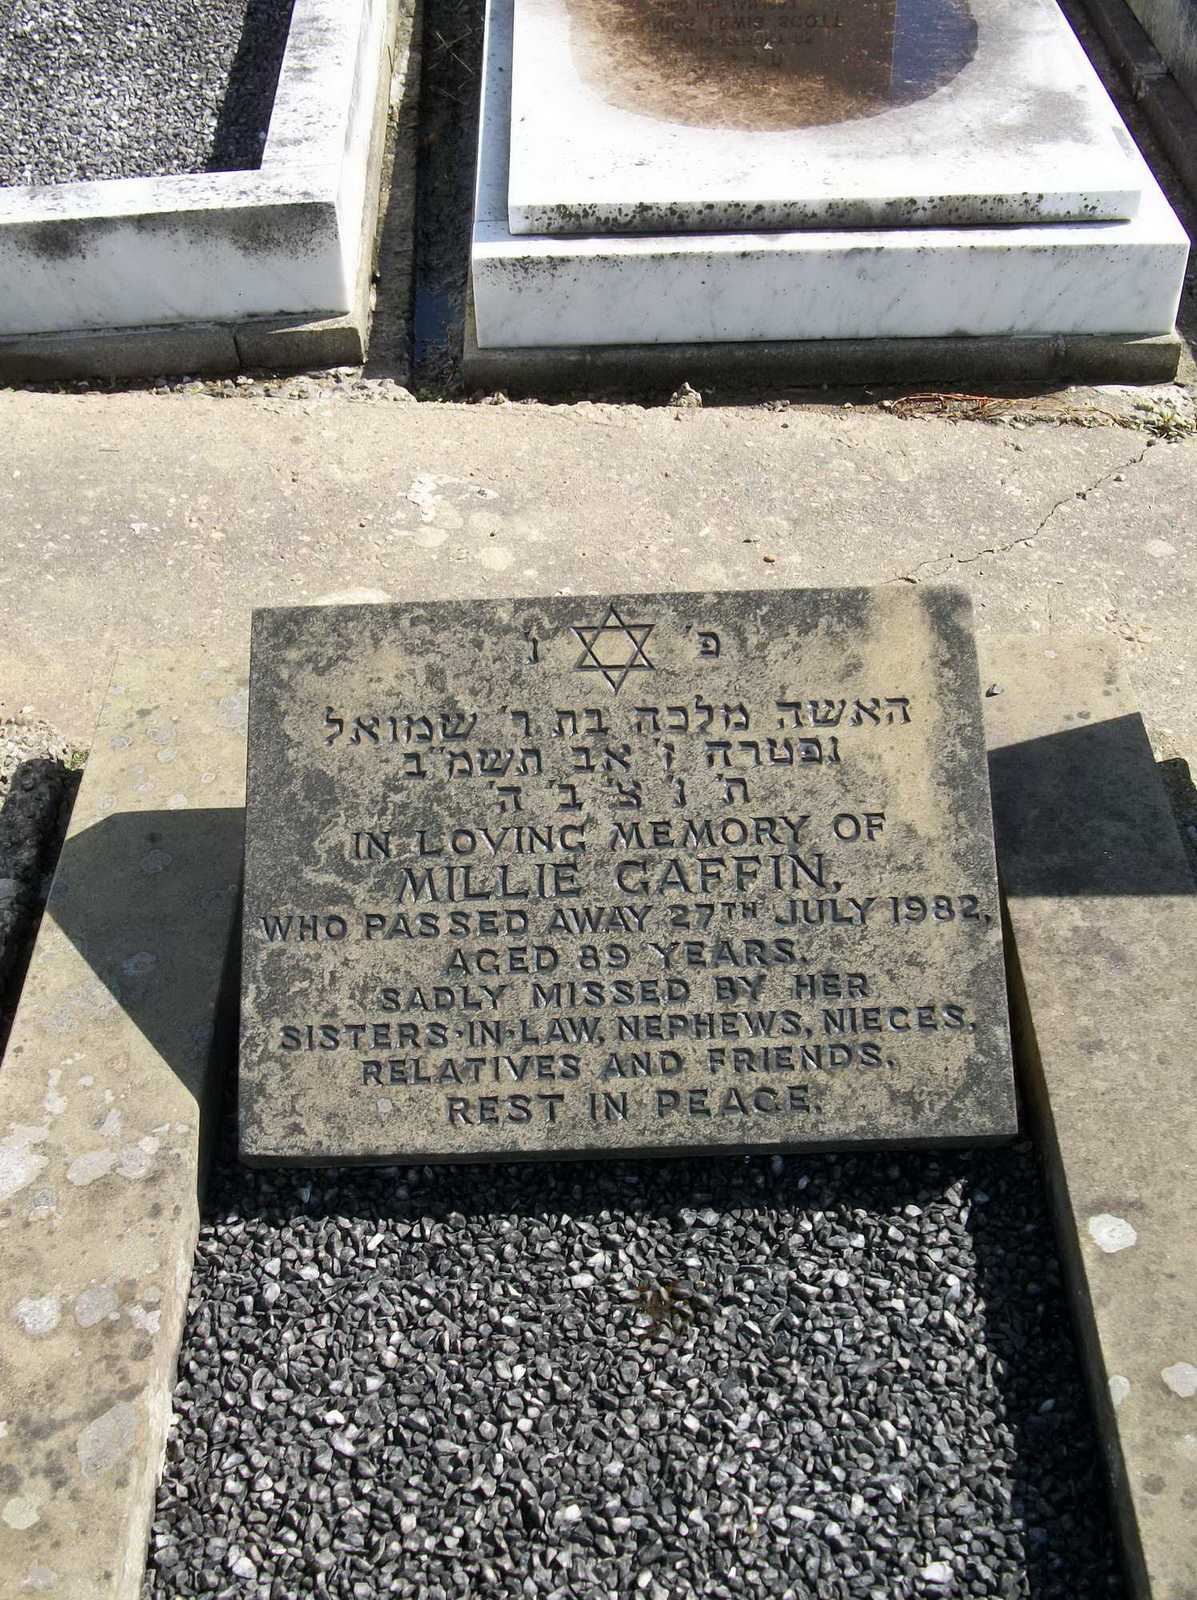 פ' ן
האשה מלכה בת ר' שמואל
נפטרה ז' אב תשמ"ב
ת' נ' צ' ב' ה'
IN LOVING MEMORY OF
MILLIE GAFFIN,
WHO PASSED AWAY 27TH JULY 1982,
AGED 89 YEARS.
SADLY MISSED BY HER
SISTERS-IN-LAW, NEPHEWS, NIECES,
RELATIVES AND FRIENDS.
REST IN PEACE.